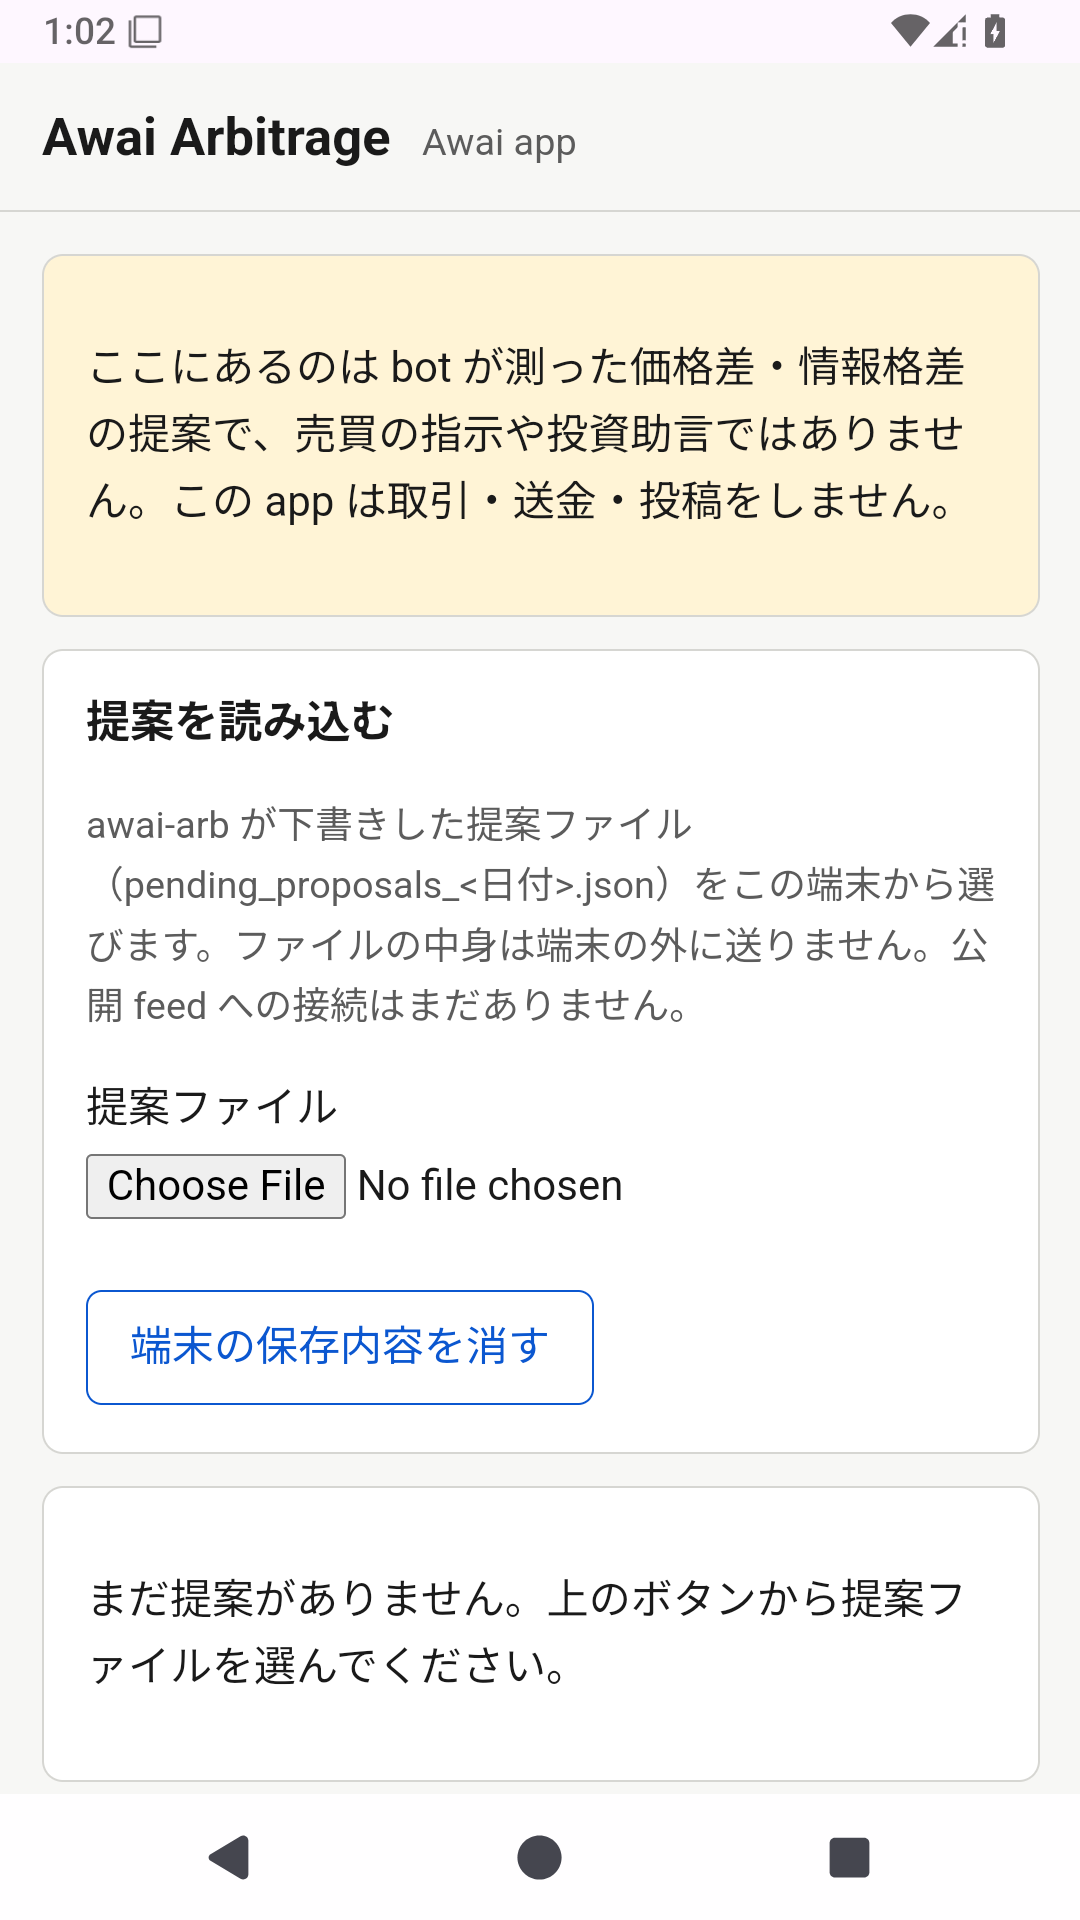 1:02
Awai Arbitrage Awai app
ここにあるのは bot が測った価格差・情報格差
の提案で、売買の指示や投資助言ではありませ
ん。この app は取引・送金・投稿をしません。
提案を読み込む
awai-arb が下書きした提案ファイル
（pending_proposals_<日付>.json）をこの端末から選
びます。ファイルの中身は端末の外に送りません。公
開 feed への接続はまだありません。
提案ファイル
Choose File No file chosen
端末の保存内容を消す
まだ提案がありません。上のボタンから提案フ
ァイルを選んでください。